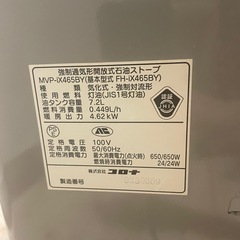 強制通気形開放式石油ストーブ
MVP-iX465BY(基本型式 FH-iX465BY)
種類 気化式・強制対流形
使用燃料 灯油(JIS1号灯油)
油タンク容量 7.2L
燃料消費量 0.449L/h
暖房出力 4.62kW
定格電圧 100V
定格周波数 50/60Hz
最大消費電力(点火時) 650/650W
燃焼時消費電力 24/24W
株式会社 コロナ
製造番号